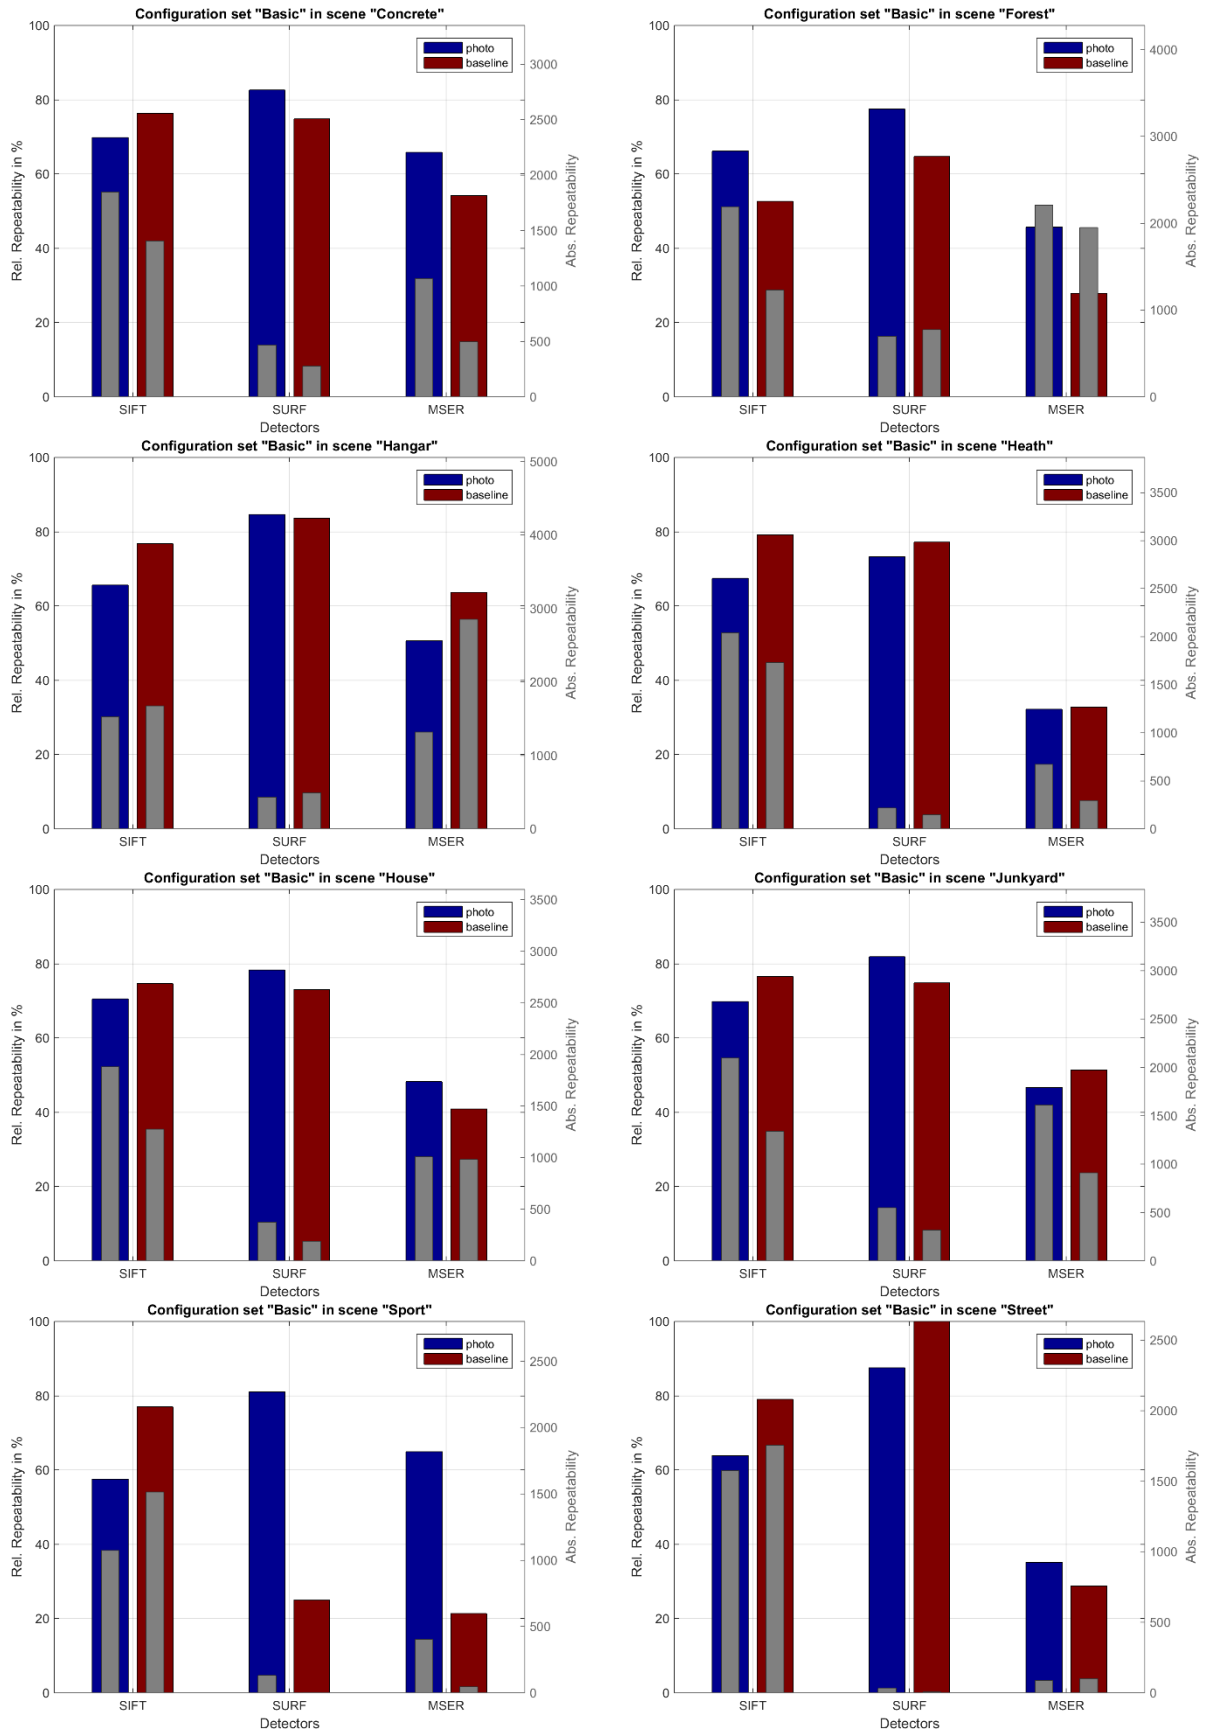 Configuration set "Basic" in scene "Concrete"
photo
baseline
Rel. Repeatability in %
100
80
60
40
20
0
Abs. Repeatability
3000
2500
2000
1500
1000
500
0
SIFT SURF MSER
Detectors
Configuration set "Basic" in scene "Forest"
photo
baseline
Rel. Repeatability in %
100
80
60
40
20
0
Abs. Repeatability
4000
3000
2000
1000
0
SIFT SURF MSER
Detectors
Configuration set "Basic" in scene "Hangar"
photo
baseline
Rel. Repeatability in %
100
80
60
40
20
0
Abs. Repeatability
5000
4000
3000
2000
1000
0
SIFT SURF MSER
Detectors
Configuration set "Basic" in scene "Heath"
photo
baseline
Rel. Repeatability in %
100
80
60
40
20
0
Abs. Repeatability
3500
3000
2500
2000
1500
1000
500
0
SIFT SURF MSER
Detectors
Configuration set "Basic" in scene "House"
photo
baseline
Rel. Repeatability in %
100
80
60
40
20
0
Abs. Repeatability
3500
3000
2500
2000
1500
1000
500
0
SIFT SURF MSER
Detectors
Configuration set "Basic" in scene "Junkyard"
photo
baseline
Rel. Repeatability in %
100
80
60
40
20
0
Abs. Repeatability
3500
3000
2500
2000
1500
1000
500
0
SIFT SURF MSER
Detectors
Configuration set "Basic" in scene "Sport"
photo
baseline
Rel. Repeatability in %
100
80
60
40
20
0
Abs. Repeatability
2500
2000
1500
1000
500
0
SIFT SURF MSER
Detectors
Configuration set "Basic" in scene "Street"
photo
baseline
Rel. Repeatability in %
100
80
60
40
20
0
Abs. Repeatability
2500
2000
1500
1000
500
0
SIFT SURF MSER
Detectors